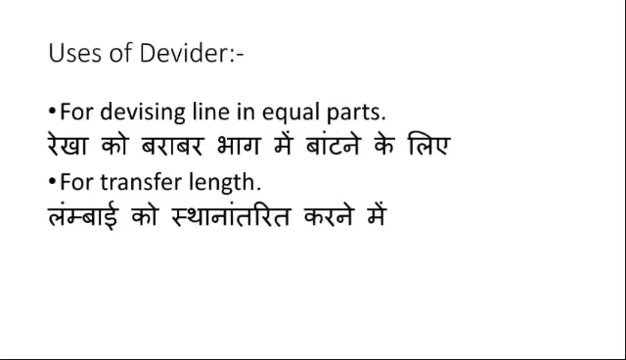 Uses of Devider:-
•For devising line in equal parts.
रेखा को बराबर भाग में बांटने के लिए
•For transfer length.
लंम्बाई को स्थानांतरित करने में